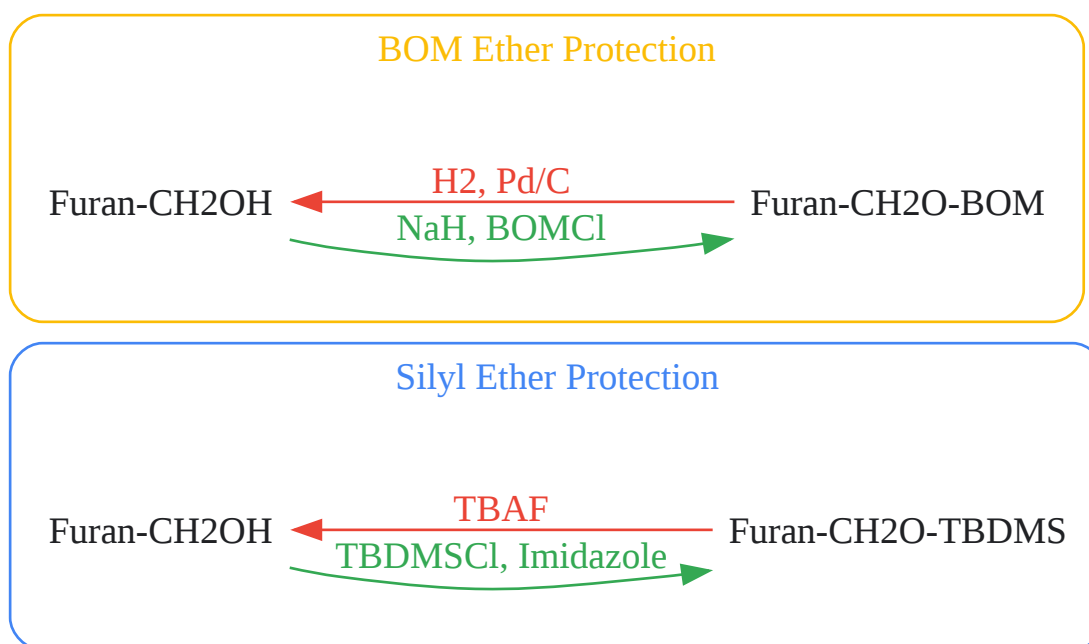 BOM Ether Protection
H2, Pd/C
Furan-CH2OH
Furan-CH2O-BOM
NaH, BOMCl
Silyl Ether Protection
TBAF
Furan-CH2OH
Furan-CH2O-TBDMS
TBDMSCl, Imidazole